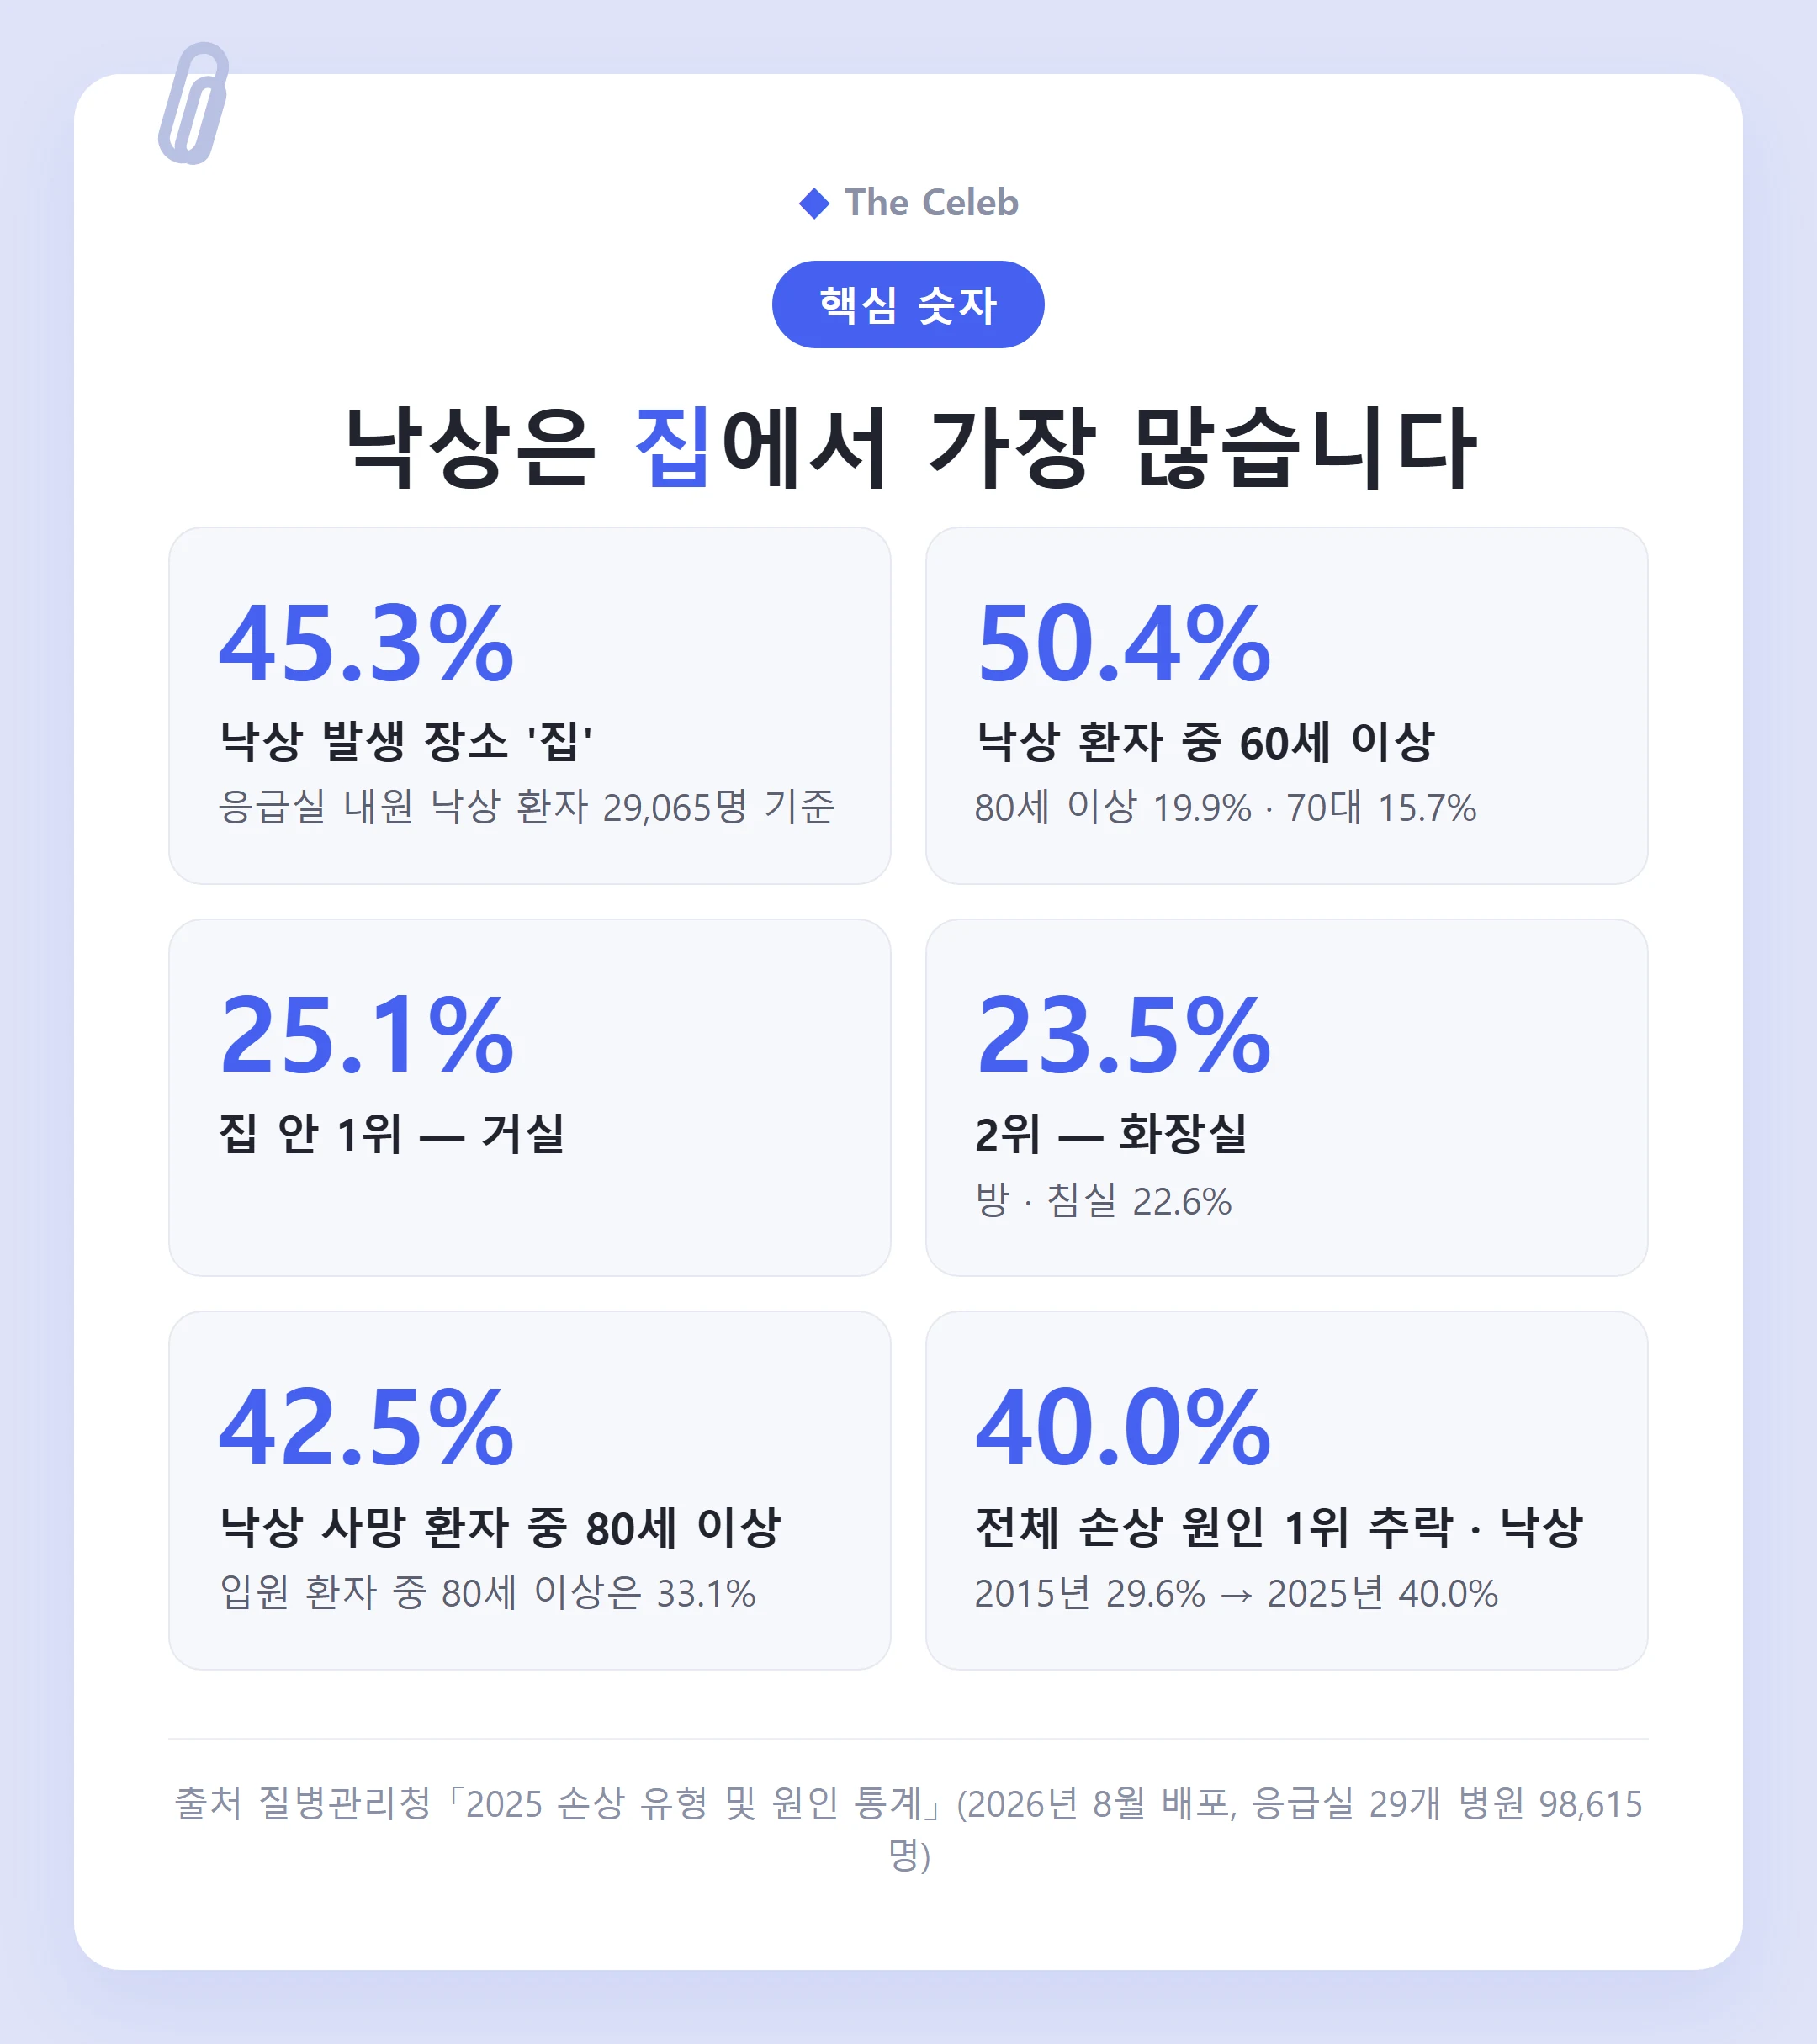 The Celeb
핵심 숫자
낙상은 집에서 가장 많습니다
45.3%
낙상 발생 장소 '집'
응급실 내원 낙상 환자 29,065명 기준
50.4%
낙상 환자 중 60세 이상
80세 이상 19.9% · 70대 15.7%
25.1%
집 안 1위 — 거실
23.5%
2위 — 화장실
방 · 침실 22.6%
42.5%
낙상 사망 환자 중 80세 이상
입원 환자 중 80세 이상은 33.1%
40.0%
전체 손상 원인 1위 추락 · 낙상
2015년 29.6% → 2025년 40.0%
출처 질병관리청「2025 손상 유형 및 원인 통계」(2026년 8월 배포, 응급실 29개 병원 98,615
명)